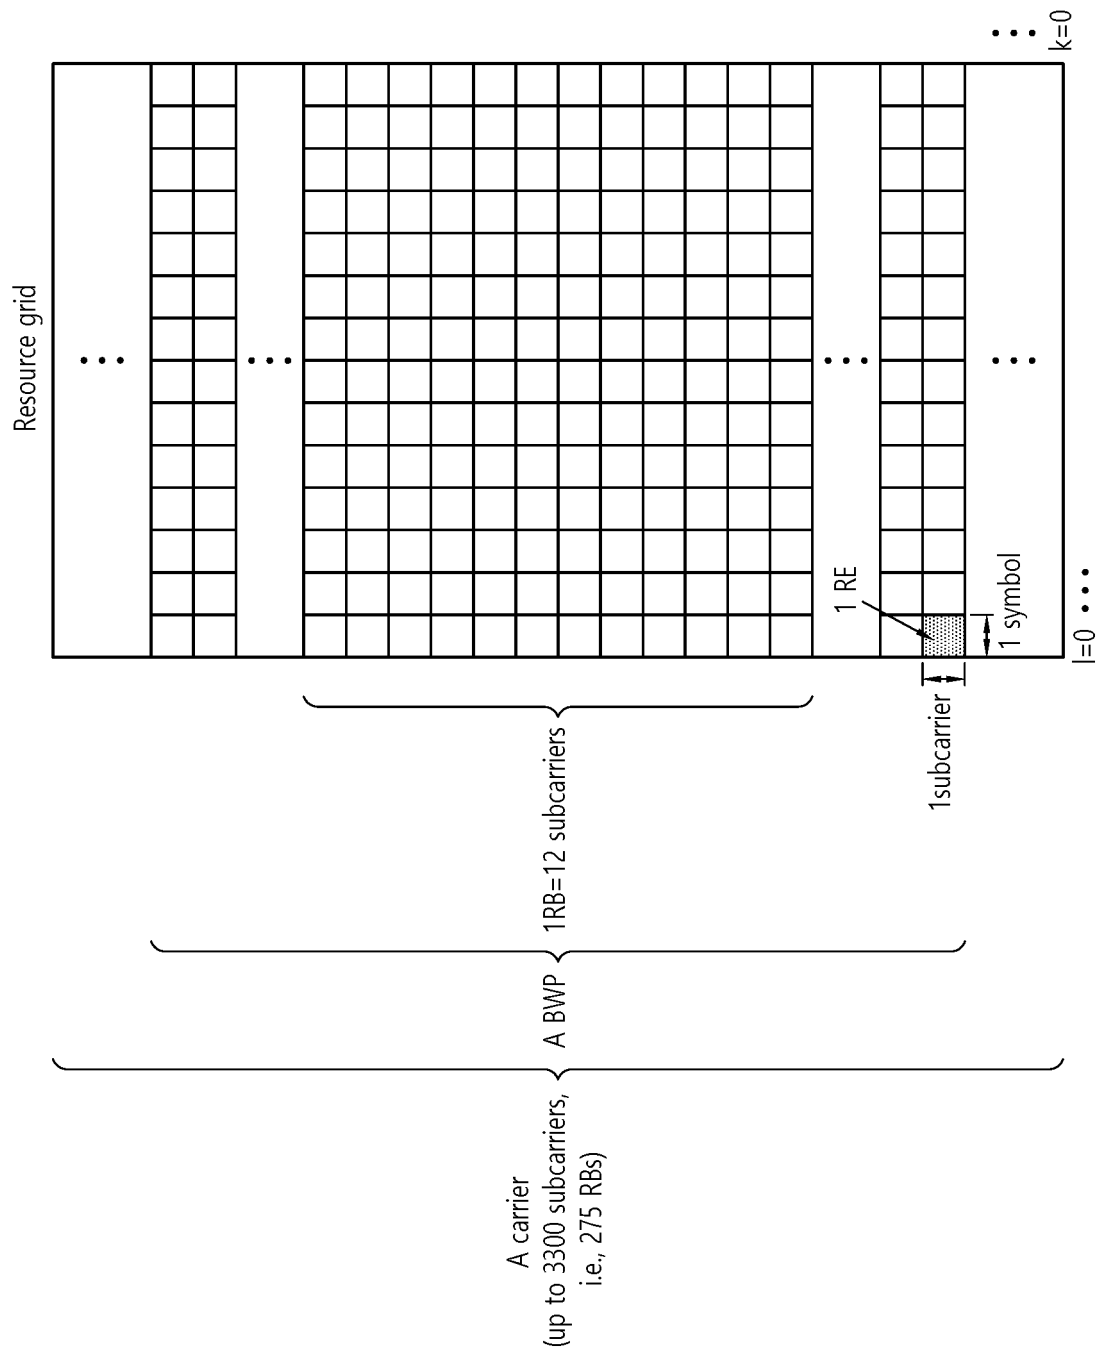 Resource grid
A carrier
(up to 3300 subcarriers,
i.e., 275 RBs)
A BWP
1RB=12 subcarriers
1 RE
1subcarrier
1 symbol
l=0
k=0